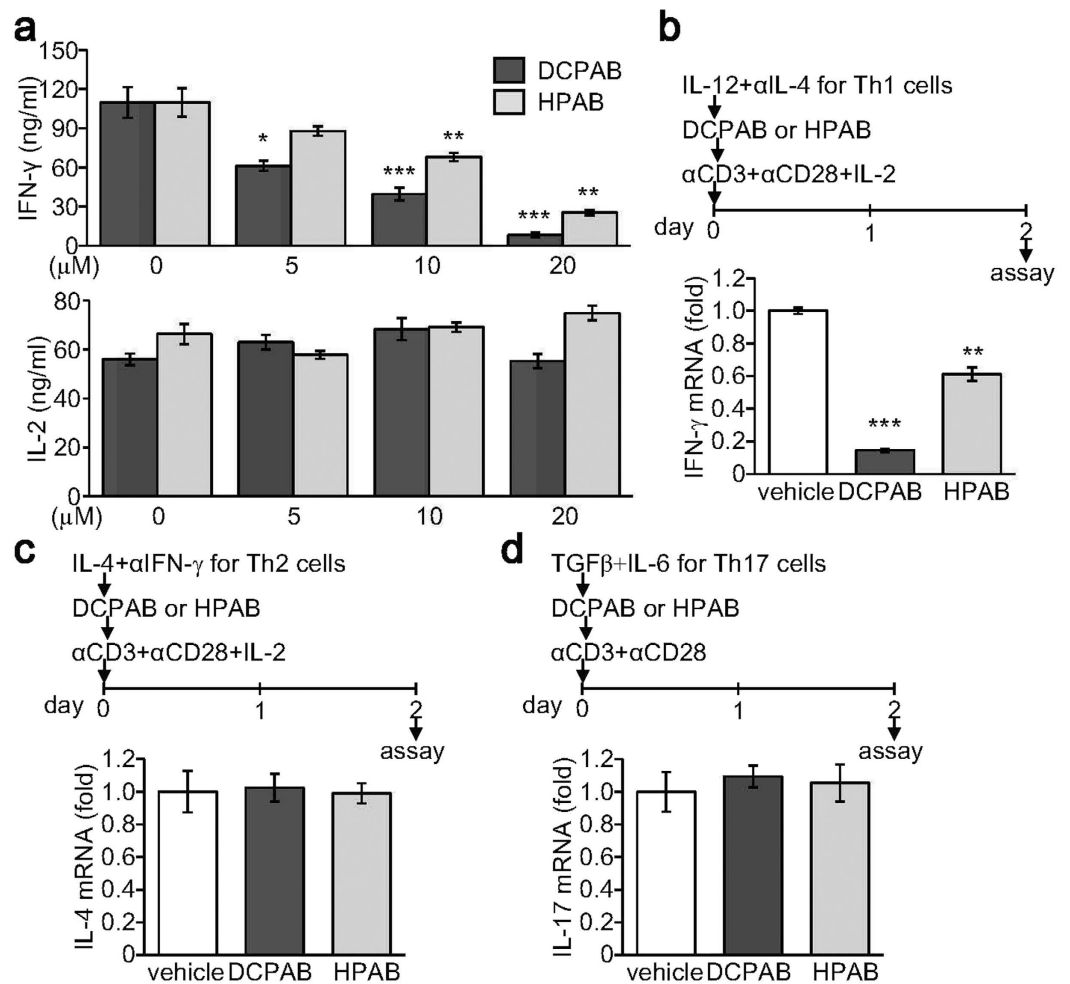 a
IFN-γ (ng/ml)
150
120
90
60
30
0
DCPAB
HPAB
*
***
**
***
**
(μM) 0 5 10 20
IL-2 (ng/ml)
80
60
60
20
0
(μM) 0 5 10 20
b
IL-12+αIL-4 for Th1 cells
DCPAB or HPAB
αCD3+αCD28+IL-2
day 0 1 2
assay
IFN-γ mRNA (fold)
1.2
1.0
0.8
0.6
0.4
0.2
0
***
**
vehicle DCPAB HPAB
c
IL-4+αIFN-γ for Th2 cells
DCPAB or HPAB
αCD3+αCD28+IL-2
day 0 1 2
assay
IL-4 mRNA (fold)
1.2
1.0
0.8
0.6
0.4
0.2
0
vehicle DCPAB HPAB
d
TGFβ+IL-6 for Th17 cells
DCPAB or HPAB
αCD3+αCD28
day 0 1 2
assay
IL-17 mRNA (fold)
1.2
1.0
0.8
0.6
0.4
0.2
0
vehicle DCPAB HPAB